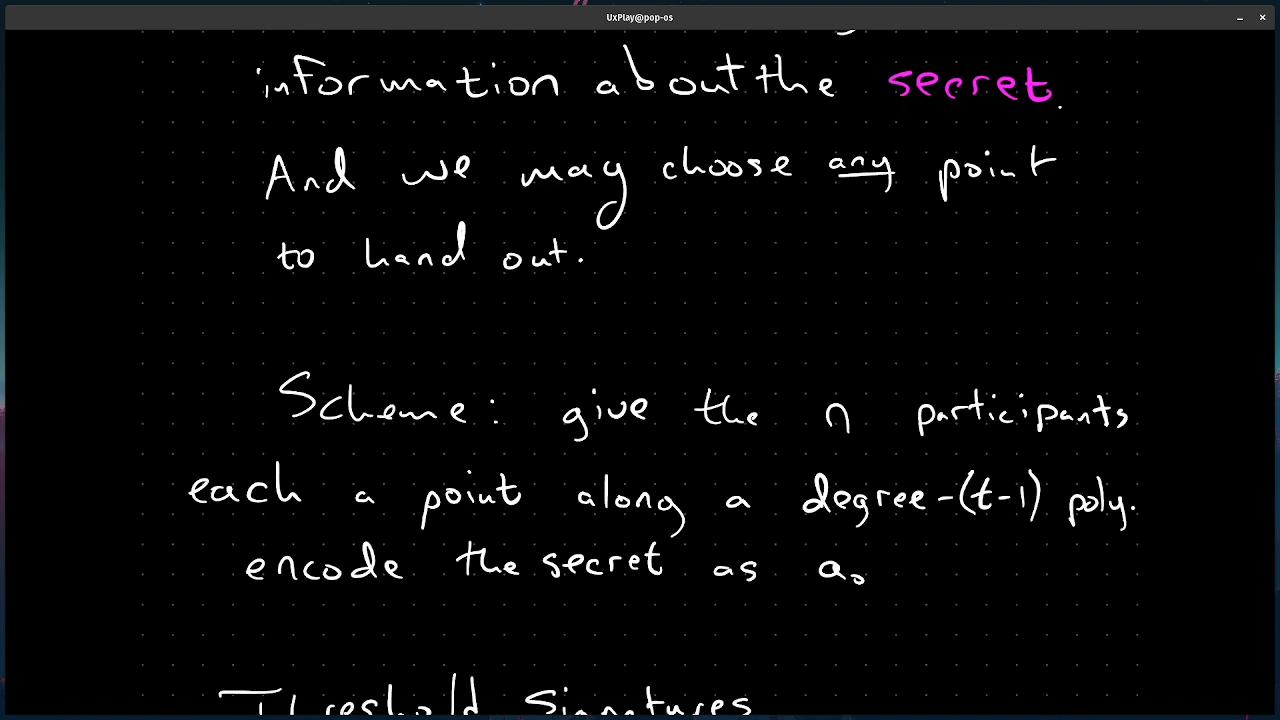 UxPlay@pop-os
information about the secret.
And we may choose any point
to hand out.
Scheme: give the n participants
each a point along a degree-(t-1) poly.
encode the secret as a₀
Threshold Signatures